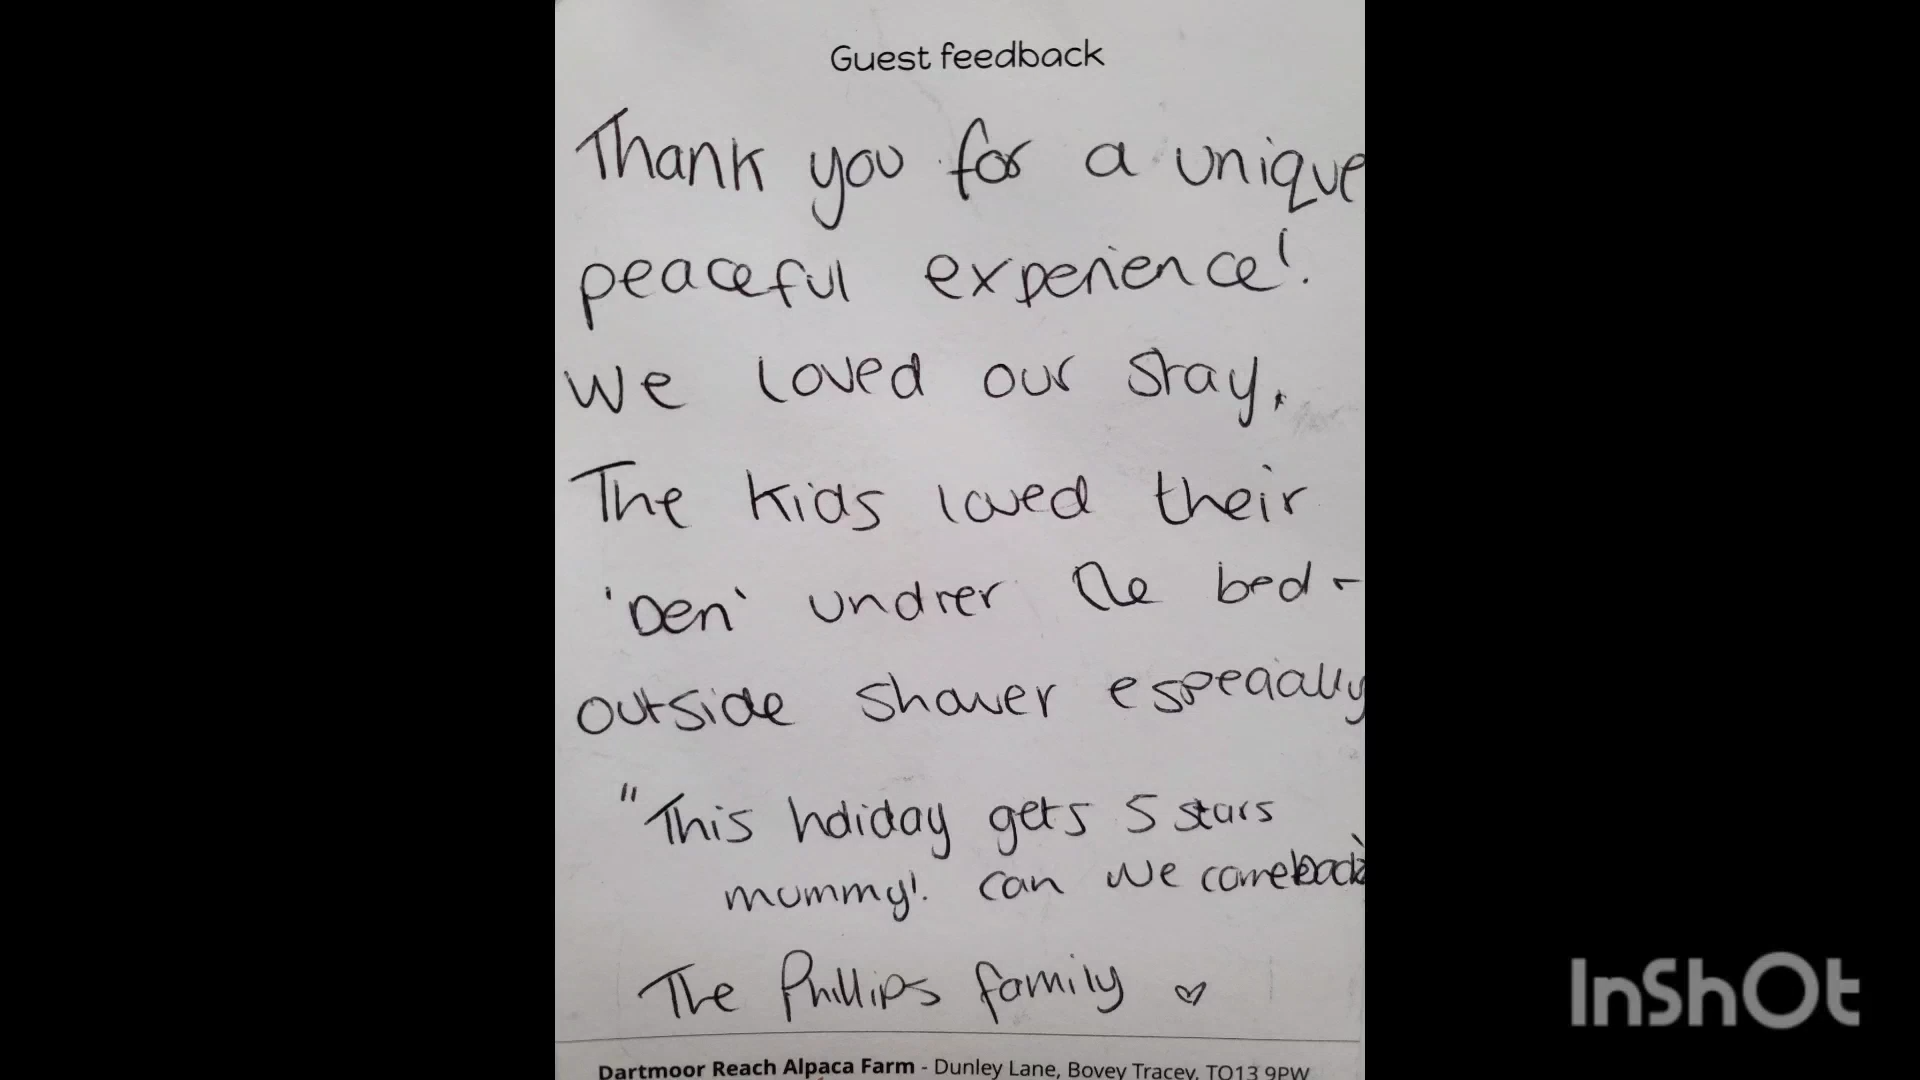 Guest feedback
Thank you for a unique
peaceful experience!
We loved our stay.
The kids loved their
'Den' undrer the bed -
outside shower especially
"This holiday gets 5 stars
mummy! can we comeback
The Phillips family ♡
Dartmoor Reach Alpaca Farm - Dunley Lane, Bovey Tracey, TQ13 9PW
InShOt